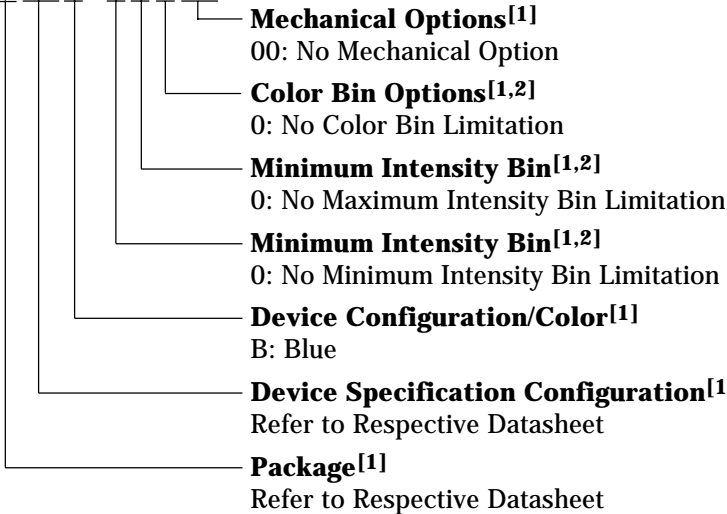 Mechanical Options[1]
00: No Mechanical Option
Color Bin Options[1,2]
0: No Color Bin Limitation
Minimum Intensity Bin[1,2]
0: No Maximum Intensity Bin Limitation
Minimum Intensity Bin[1,2]
0: No Minimum Intensity Bin Limitation
Device Configuration/Color[1]
B: Blue
Device Specification Configuration[1
Refer to Respective Datasheet
Package[1]
Refer to Respective Datasheet